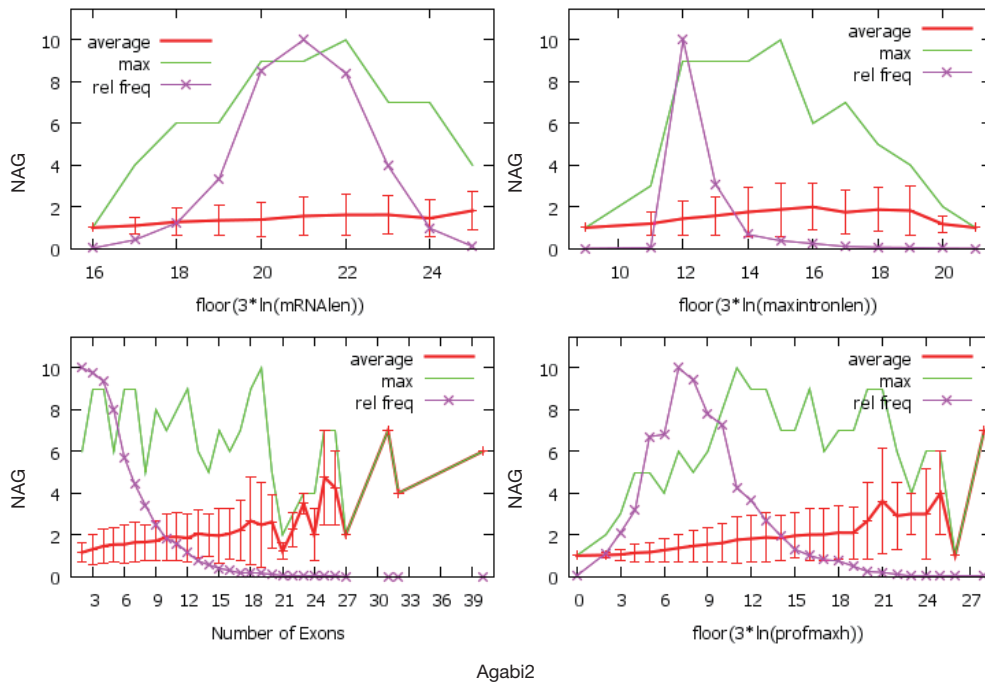 average
max
rel freq
10
8
6
4
2
0
NAG
16 18 20 22 24
floor(3*ln(mRNAlen))
average
max
rel freq
10
8
6
4
2
0
NAG
10 12 14 16 18 20
floor(3*ln(maxintronlen))
average
max
rel freq
10
8
6
4
2
0
NAG
3 6 9 12 15 18 21 24 27 30 33 36 39
Number of Exons
average
max
rel freq
10
8
6
4
2
0
NAG
0 3 6 9 12 15 18 21 24 27
floor(3*ln(profmaxh))
Agabi2